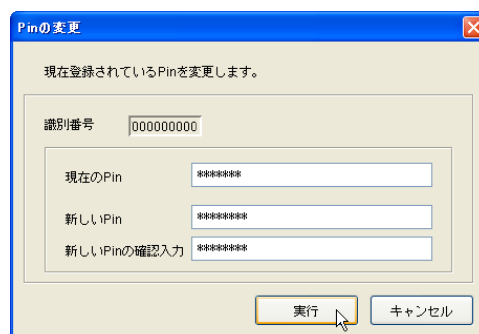 Pinの変更
現在登録されているPinを変更します。
識別番号 000000000
現在のPin *******
新しいPin ********
新しいPinの確認入力 ********
実行 キャンセル